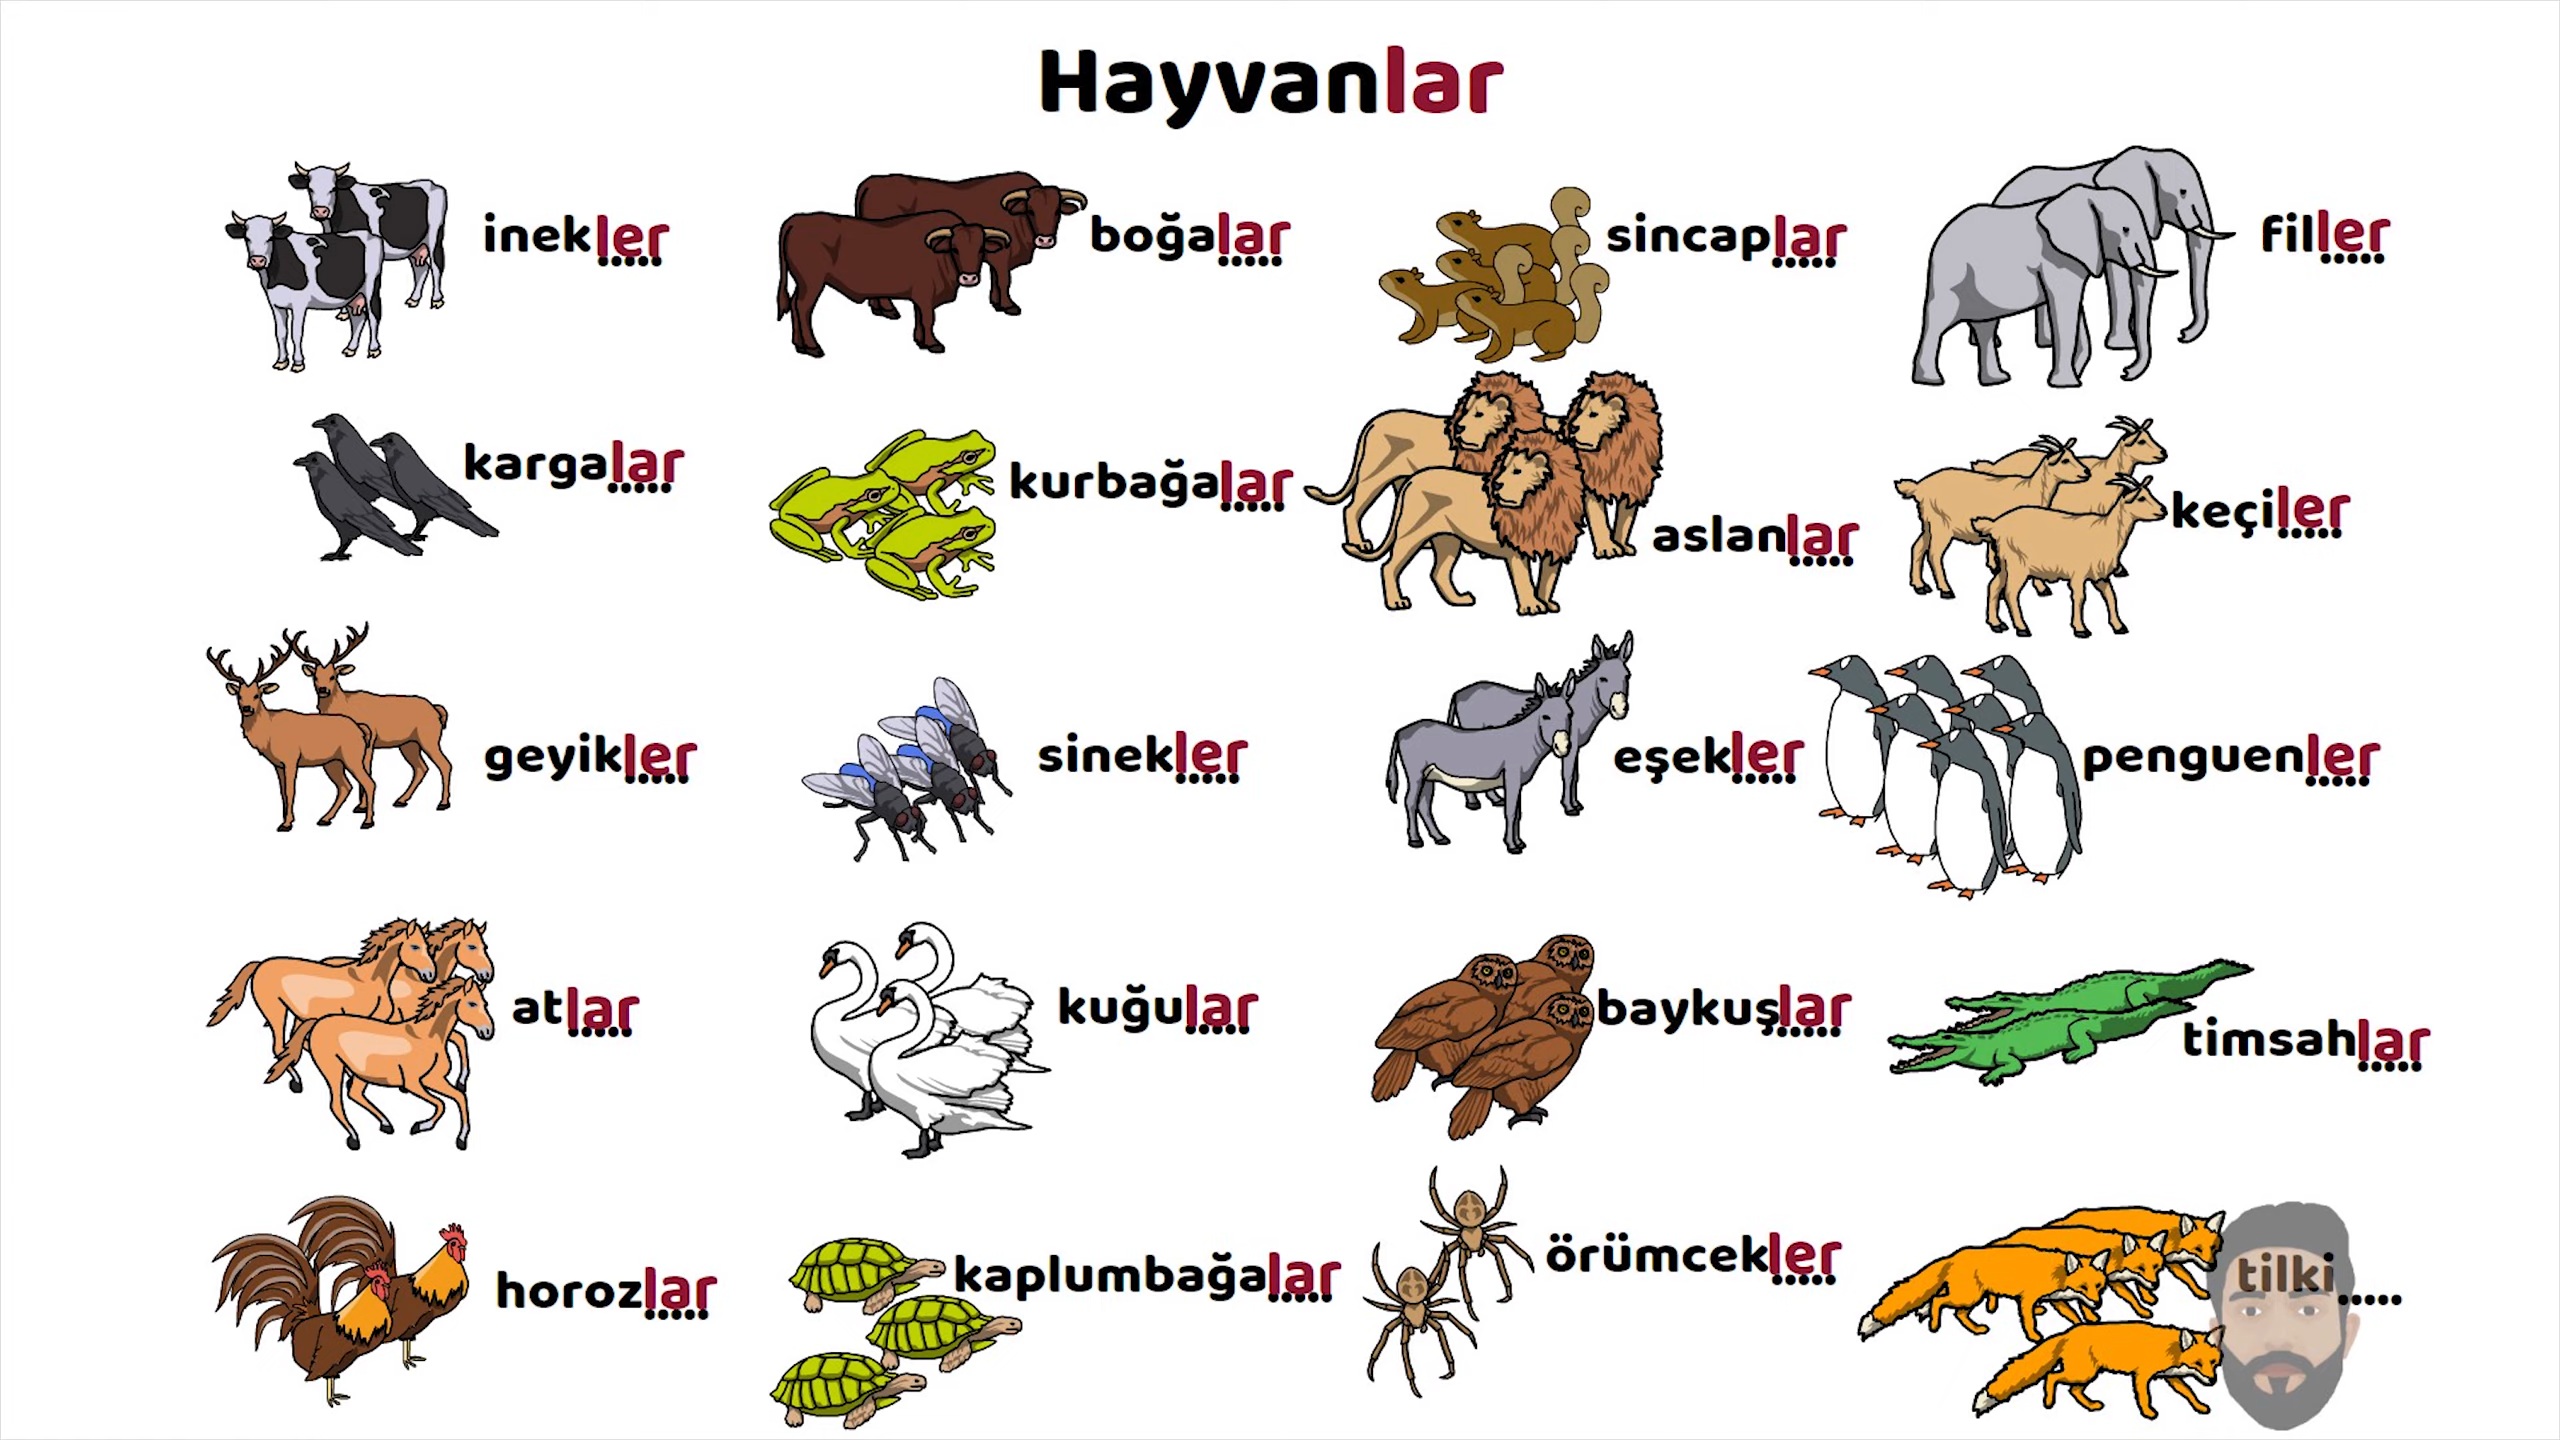 Hayvanlar
inekler
boğalar
sincaplar
filler
kargalar
kurbağalar
aslanlar
keçiler
geyikler
sinekler
eşekler
penguenler
atlar
kuğular
baykuşlar
timsahlar
horozlar
kaplumbağalar
örümcekler
tilki.....